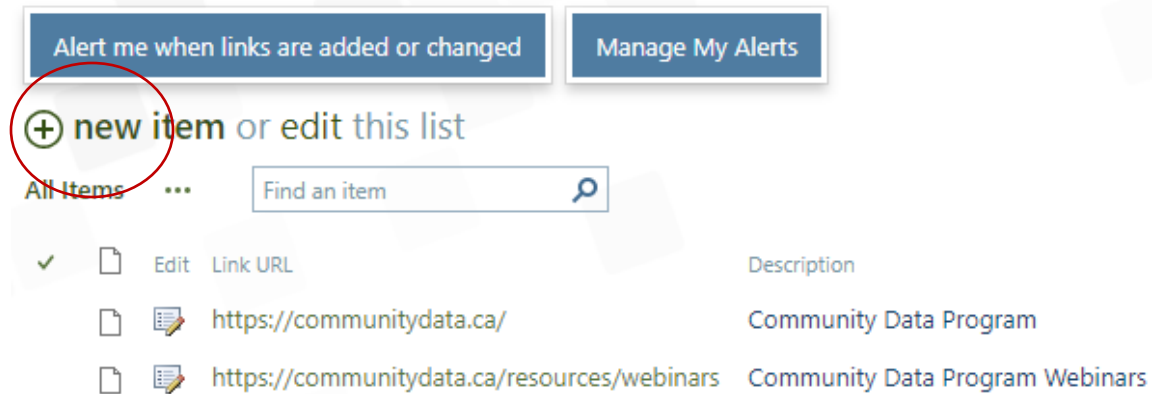 Alert me when links are added or changed Manage My Alerts
new item or edit this list
All Items ••• Find an item
Edit Link URL Description
https://communitydata.ca/ Community Data Program
https://communitydata.ca/resources/webinars Community Data Program Webinars